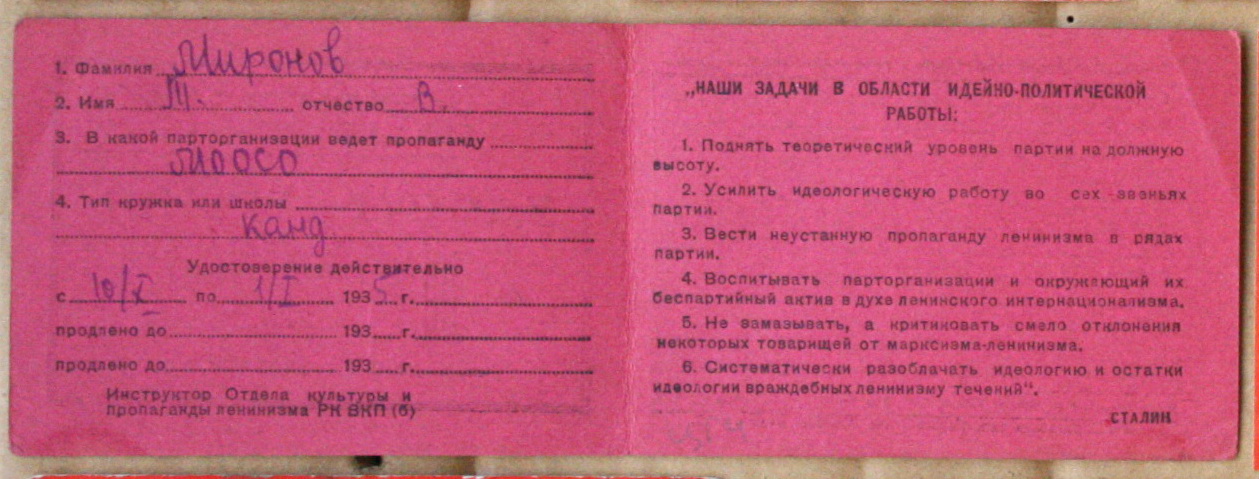 1. Фамилия Миронов
2. Имя М. отчество В.
3. В какой парторганизации ведет пропаганду
МООСО
4. Тип кружка или школы
Канд
Удостоверение действительно
с 10/X по 1/I 1935 г.
продлено до 193 г.
продлено до 193 г.
Инструктор Отдела культуры и
пропаганды ленинизма РК ВКП (б)
„НАШИ ЗАДАЧИ В ОБЛАСТИ ИДЕЙНО-ПОЛИТИЧЕСКОЙ
РАБОТЫ:
1. Поднять теоретический уровень партии на должную
высоту.
2. Усилить идеологическую работу во сех звеньях
партии.
3. Вести неустанную пропаганду ленинизма в рядах
партии.
4. Воспитывать парторганизации и окружающий их
беспартийный актив в духе ленинского интернационализма.
5. Не замазывать, а критиковать смело отклонения
некоторых товарищей от марксизма-ленинизма.
6. Систематически разоблачать идеологию и остатки
идеологии враждебных ленинизму течений“.
СТАЛИН